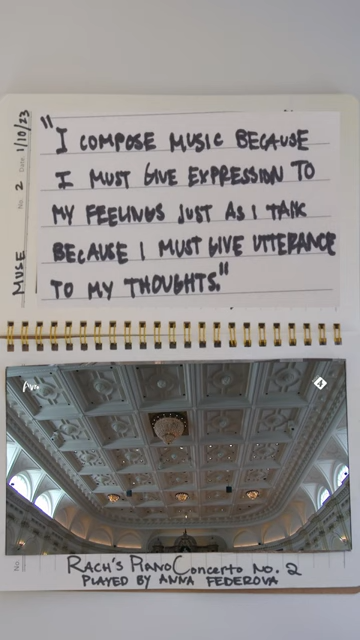 MUSE No. 2 Date 1/10/23
"I COMPOSE MUSIC BECAUSE
I MUST GIVE EXPRESSION TO
MY FEELINGS JUST AS I TALK
BECAUSE I MUST GIVE UTTERANCE
TO MY THOUGHTS."
No.
RACH'S PIANO CONCERTO NO. 2
PLAYED BY ANNA FEDEROVA